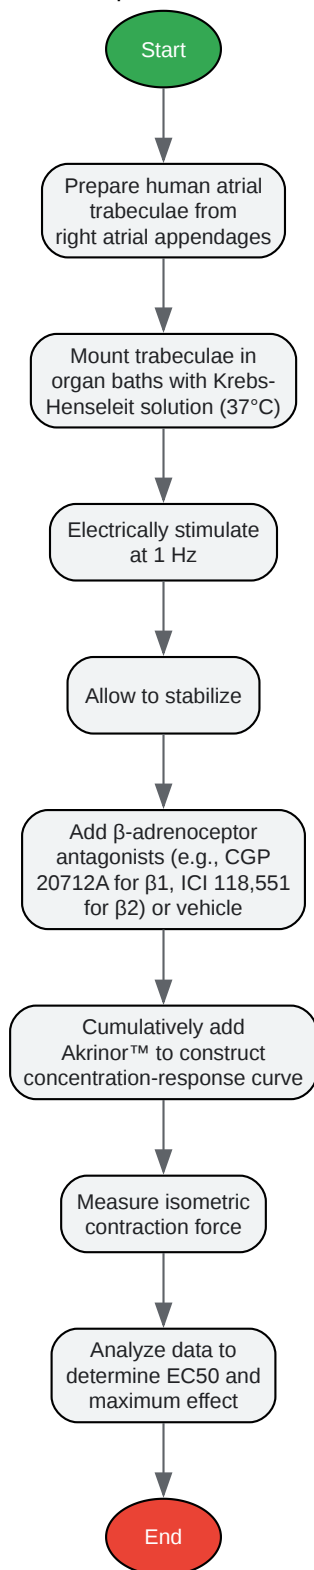 Start
Prepare human atrial
trabeculae from
right atrial appendages
Mount trabeculae in
organ baths with Krebs-
Henseleit solution (37°C)
Electrically stimulate
at 1 Hz
Allow to stabilize
Add β-adrenoceptor
antagonists (e.g., CGP
20712A for β1, ICI 118,551
for β2) or vehicle
Cumulatively add
Akrinor™ to construct
concentration-response curve
Measure isometric
contraction force
Analyze data to
determine EC50 and
maximum effect
End